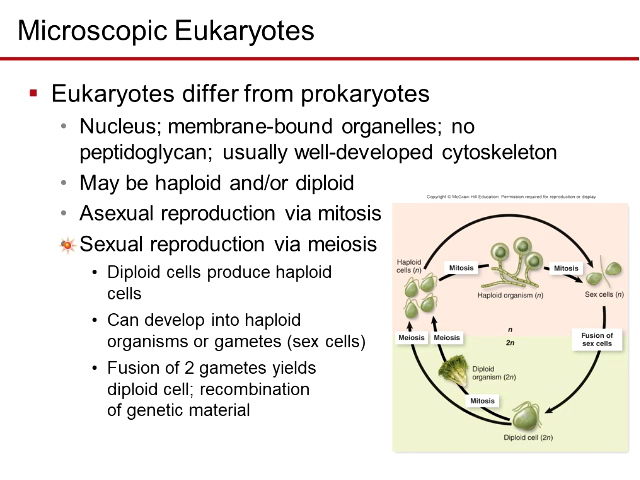 Microscopic Eukaryotes
Eukaryotes differ from prokaryotes
• Nucleus; membrane-bound organelles; no
peptidoglycan; usually well-developed cytoskeleton
• May be haploid and/or diploid
• Asexual reproduction via mitosis
Sexual reproduction via meiosis
• Diploid cells produce haploid
cells
• Can develop into haploid
organisms or gametes (sex cells)
• Fusion of 2 gametes yields
diploid cell; recombination
of genetic material
Copyright © McGraw-Hill Education. Permission required for reproduction or display.
Haploid
cells (n)
Mitosis
Mitosis
Haploid organism (n)
Sex cells (n)
n
2n
Meiosis
Meiosis
Fusion of
sex cells
Diploid
organism (2n)
Mitosis
Diploid cell (2n)